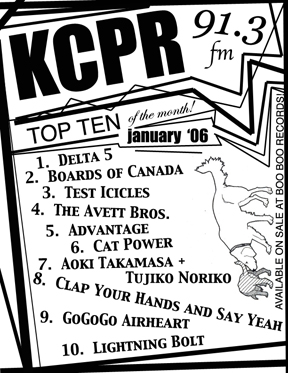 KCPR
91.3
fm
TOP TEN
of the month!
january '06
1. DELTA 5
2. BOARDS OF CANADA
3. TEST ICICLES
4. THE AVETT BROS.
5. ADVANTAGE
6. CAT POWER
7. AOKI TAKAMASA +
TUJIKO NORIKO
8. CLAP YOUR HANDS AND SAY YEAH
9. GOGOGO AIRHEART
10. LIGHTNING BOLT
AVAILABLE ON SALE AT BOO BOO RECORDS!